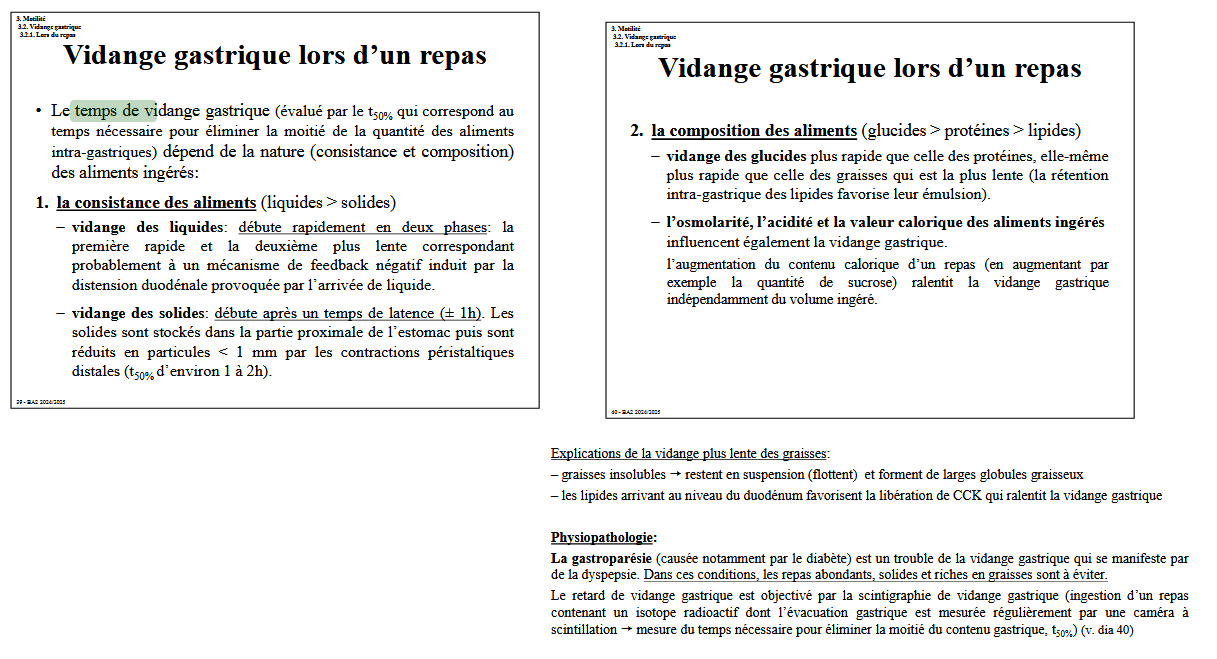 3. Motilité
3.2. Vidange gastrique
3.2.1. Lors du repas
Vidange gastrique lors d’un repas
• Le temps de vidange gastrique (évalué par le t50% qui correspond au
temps nécessaire pour éliminer la moitié de la quantité des aliments
intra-gastriques) dépend de la nature (consistance et composition)
des aliments ingérés:
1. la consistance des aliments (liquides > solides)
– vidange des liquides: débute rapidement en deux phases: la
première rapide et la deuxième plus lente correspondant
probablement à un mécanisme de feedback négatif induit par la
distension duodénale provoquée par l’arrivée de liquide.
– vidange des solides: débute après un temps de latence (± 1h). Les
solides sont stockés dans la partie proximale de l’estomac puis sont
réduits en particules < 1 mm par les contractions péristaltiques
distales (t50% d’environ 1 à 2h).
39 - BA2 2024/2025
3. Motilité
3.2. Vidange gastrique
3.2.1. Lors du repas
Vidange gastrique lors d’un repas
2. la composition des aliments (glucides > protéines > lipides)
– vidange des glucides plus rapide que celle des protéines, elle-même
plus rapide que celle des graisses qui est la plus lente (la rétention
intra-gastrique des lipides favorise leur émulsion).
– l’osmolarité, l’acidité et la valeur calorique des aliments ingérés
influencent également la vidange gastrique.
l’augmentation du contenu calorique d’un repas (en augmentant par
exemple la quantité de sucrose) ralentit la vidange gastrique
indépendamment du volume ingéré.
40 - BA2 2024/2025
Explications de la vidange plus lente des graisses:
– graisses insolubles → restent en suspension (flottent) et forment de larges globules graisseux
– les lipides arrivant au niveau du duodénum favorisent la libération de CCK qui ralentit la vidange gastrique
Physiopathologie:
La gastroparésie (causée notamment par le diabète) est un trouble de la vidange gastrique qui se manifeste par
de la dyspepsie. Dans ces conditions, les repas abondants, solides et riches en graisses sont à éviter.
Le retard de vidange gastrique est objectivé par la scintigraphie de vidange gastrique (ingestion d’un repas
contenant un isotope radioactif dont l’évacuation gastrique est mesurée régulièrement par une caméra à
scintillation → mesure du temps nécessaire pour éliminer la moitié du contenu gastrique, t50%) (v. dia 40)